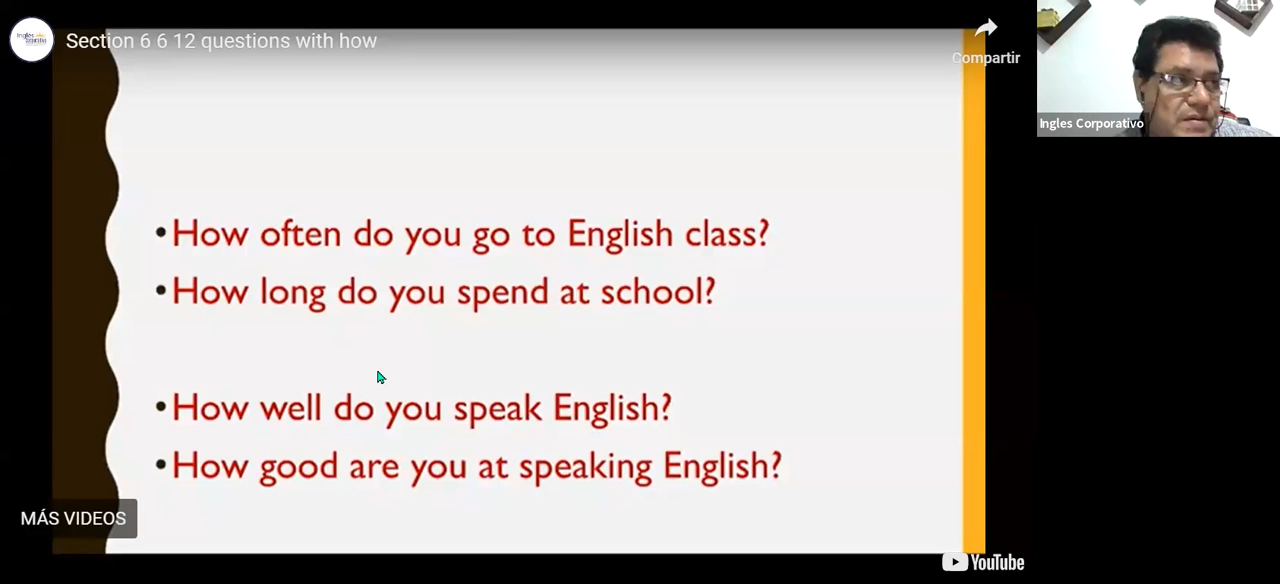 Section 6 6 12 questions with how
Compartir
Ingles Corporativo
•How often do you go to English class?
•How long do you spend at school?
•How well do you speak English?
•How good are you at speaking English?
MÁS VIDEOS
YouTube